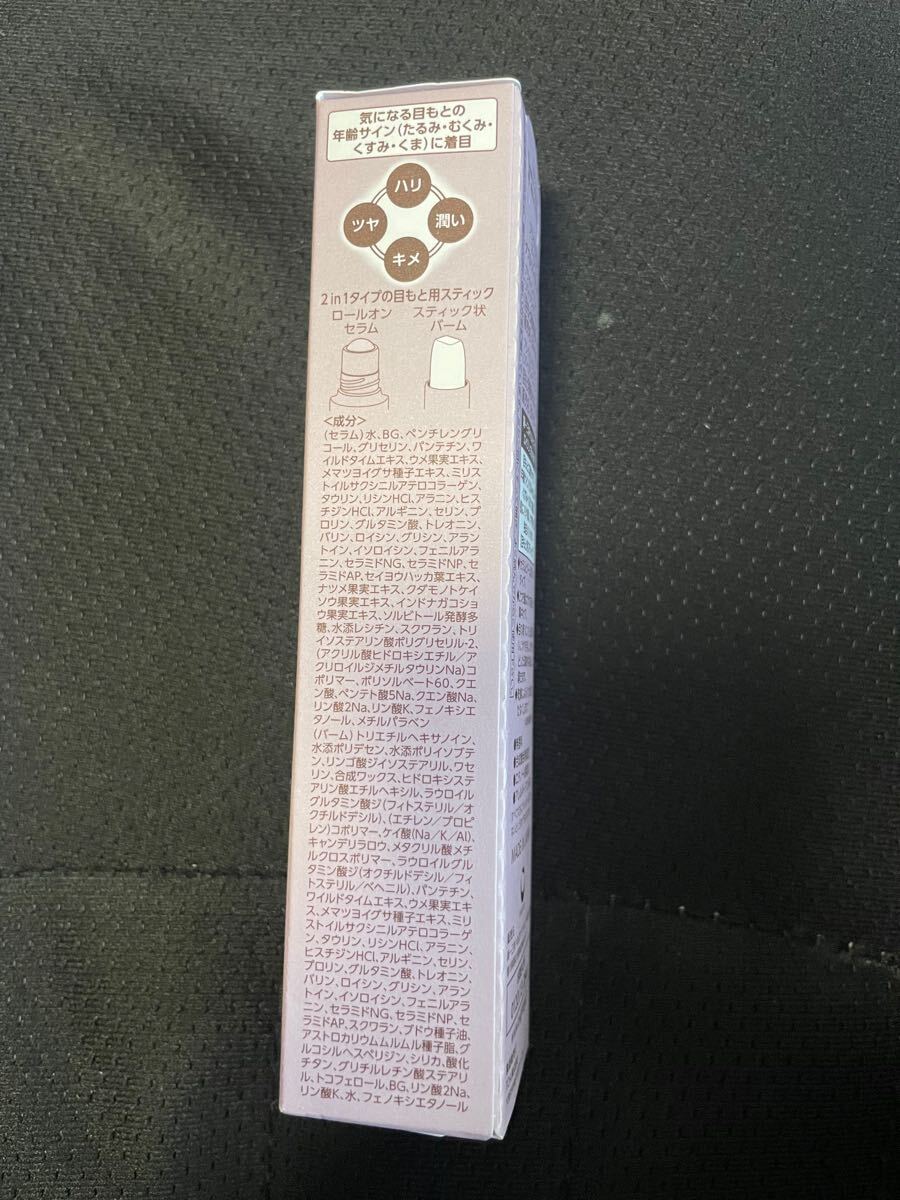 気になる目もとの
年齢サイン(たるみ・むくみ・
くすみ・くま)に着目
ハリ
ツヤ
潤い
キメ
2in1タイプの目もと用スティック
ロールオン
セラム
スティック状
バーム
<成分>
(セラム)水、BG、ペンチレングリ
コール、グリセリン、パンテチン、ワ
イルドタイムエキス、ウメ果実エキス、
メマツヨイグサ種子エキス、ミリス
トイルサクシニルアテロコラーゲン、
タウリン、リシンHCl、アラニン、ヒス
チジンHCl、アルギニン、セリン、プ
ロリン、グルタミン酸、トレオニン、
バリン、ロイシン、グリシン、アラン
トイン、イソロイシン、フェニルアラ
ニン、セラミドNG、セラミドNP、セ
ラミドAP、セイヨウハッカ葉エキス、
ナツメ果実エキス、クダモノトケイ
ソウ果実エキス、インドナガコショ
ウ果実エキス、ソルビトール発酵多
糖、水添レシチン、スクワラン、トリ
イソステアリン酸ポリグリセリル-2、
(アクリル酸ヒドロキシエチル/ア
クリロイルジメチルタウリンNa)コ
ポリマー、ポリソルベート60、クエ
ン酸、ペンテト酸5Na、クエン酸Na、
リン酸2Na、リン酸K、フェノキシエ
タノール、メチルパラベン
(バーム)トリエチルヘキサノイン、
水添ポリデセン、水添ポリイソブテ
ン、リンゴ酸ジイソステアリル、ワセ
リン、合成ワックス、ヒドロキシステ
アリン酸エチルヘキシル、ラウロイル
グルタミン酸ジ(フィトステリル/オ
クチルドデシル)、(エチレン/プロピ
レン)コポリマー、ケイ酸(Na/K/Al)、
キャンデリラロウ、メタクリル酸メチ
ルクロスポリマー、ラウロイルグル
タミン酸ジ(オクチルドデシル/フィ
トステリル/ベヘニル)、パンテチン、
ワイルドタイムエキス、ウメ果実エキ
ス、メマツヨイグサ種子エキス、ミリ
ストイルサクシニルアテロコラーゲ
ン、タウリン、リシンHCl、アラニン、
ヒスチジンHCl、アルギニン、セリン、
プロリン、グルタミン酸、トレオニン、
バリン、ロイシン、グリシン、アラン
トイン、イソロイシン、フェニルアラ
ニン、セラミドNG、セラミドNP、セ
ラミドAP、スクワラン、ブドウ種子油、
アストロカリウムムルムル種子脂、グ
ルコシルヘスペリジン、シリカ、酸化
チタン、グリチルレチン酸ステアリ
ル、トコフェロール、BG、リン酸2Na、
リン酸K、水、フェノキシエタノール